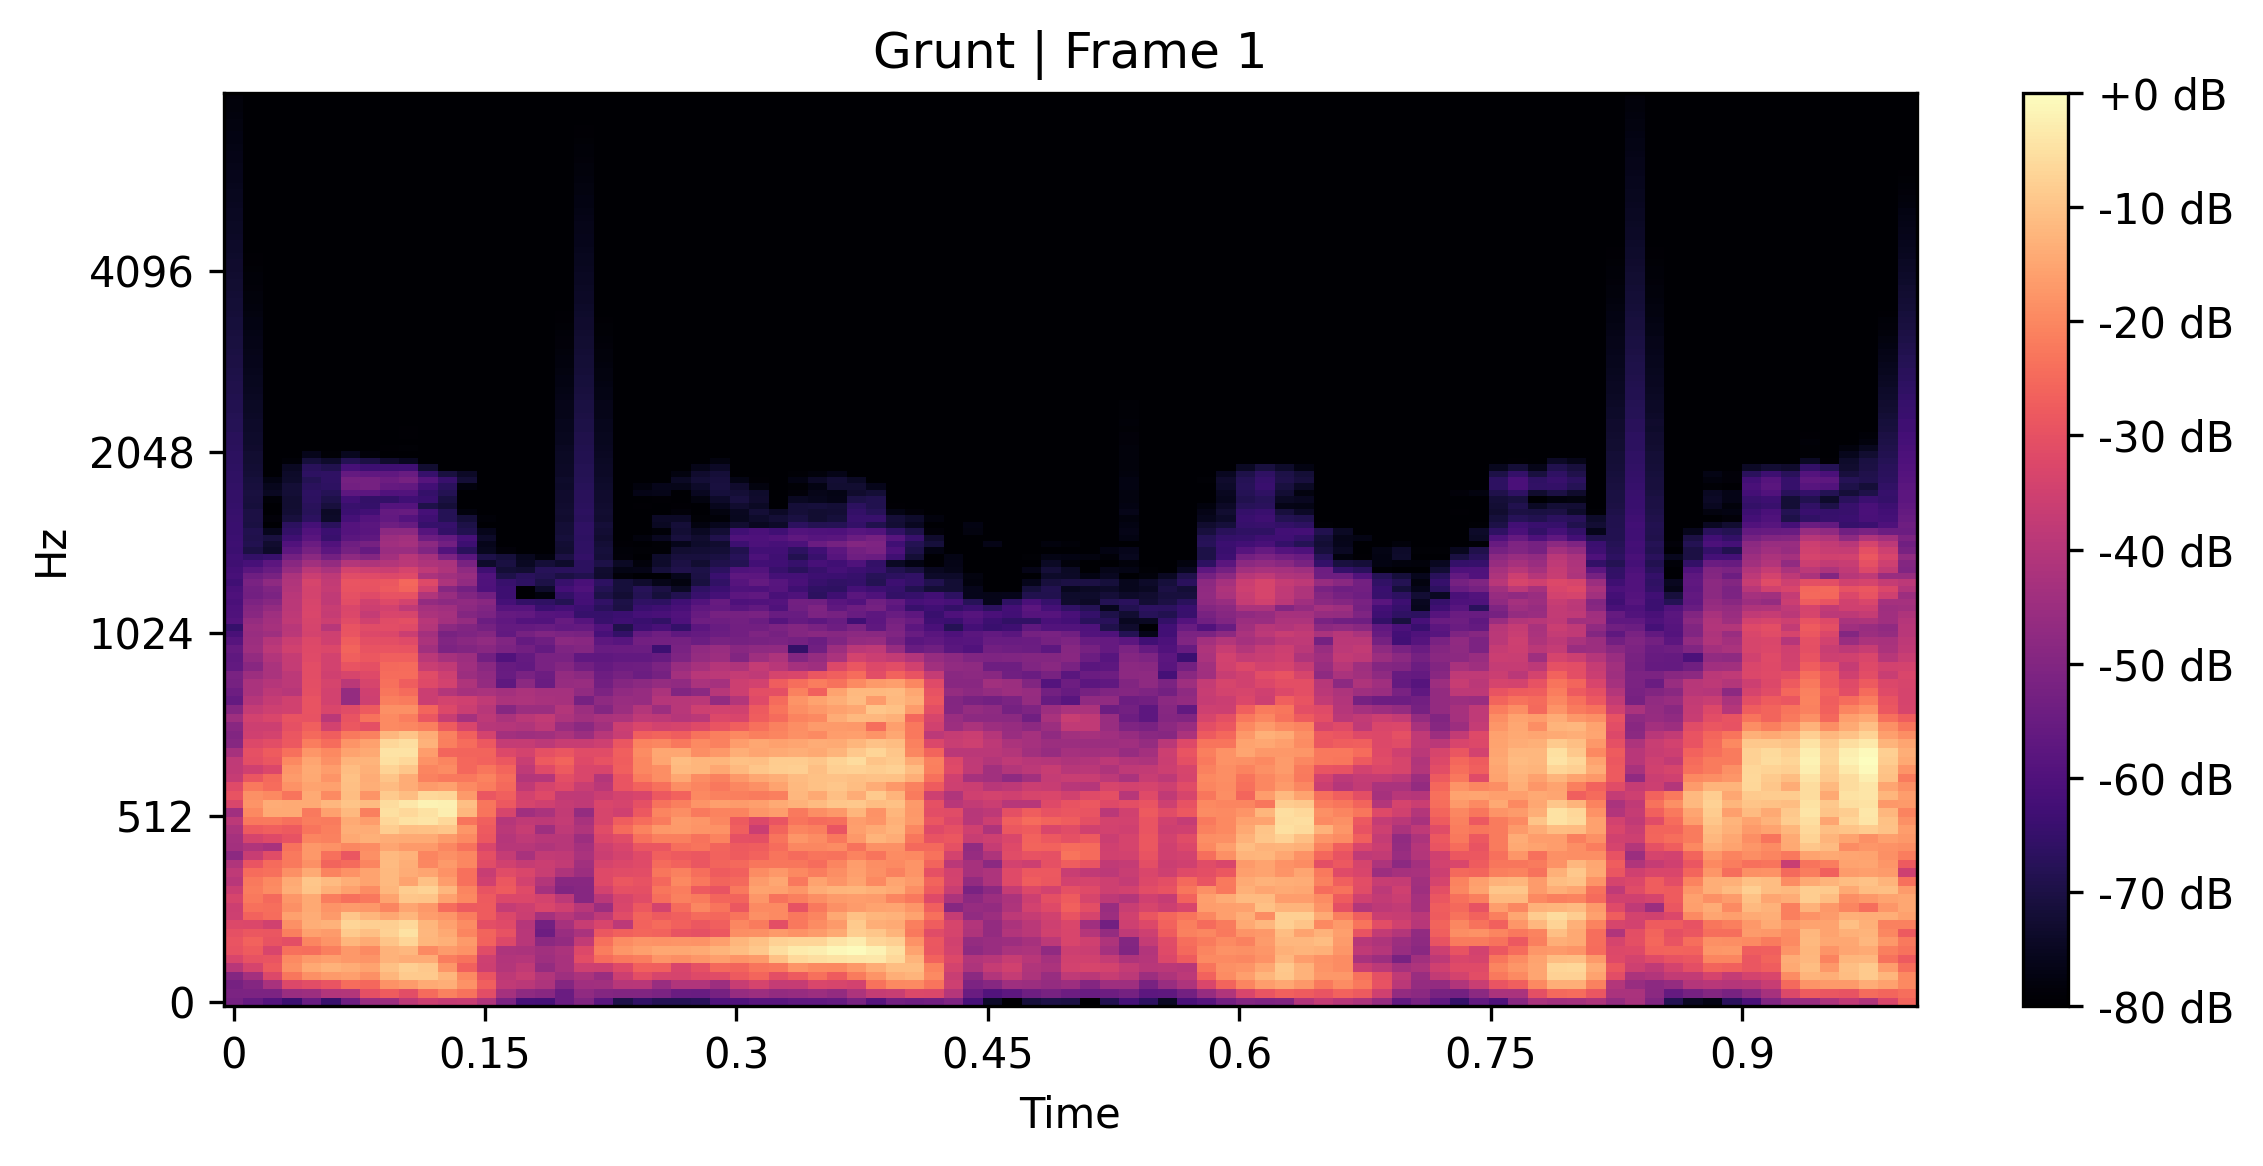 Grunt | Frame 1
Hz
4096
2048
1024
512
0
0 0.15 0.3 0.45 0.6 0.75 0.9
Time
+0 dB
-10 dB
-20 dB
-30 dB
-40 dB
-50 dB
-60 dB
-70 dB
-80 dB